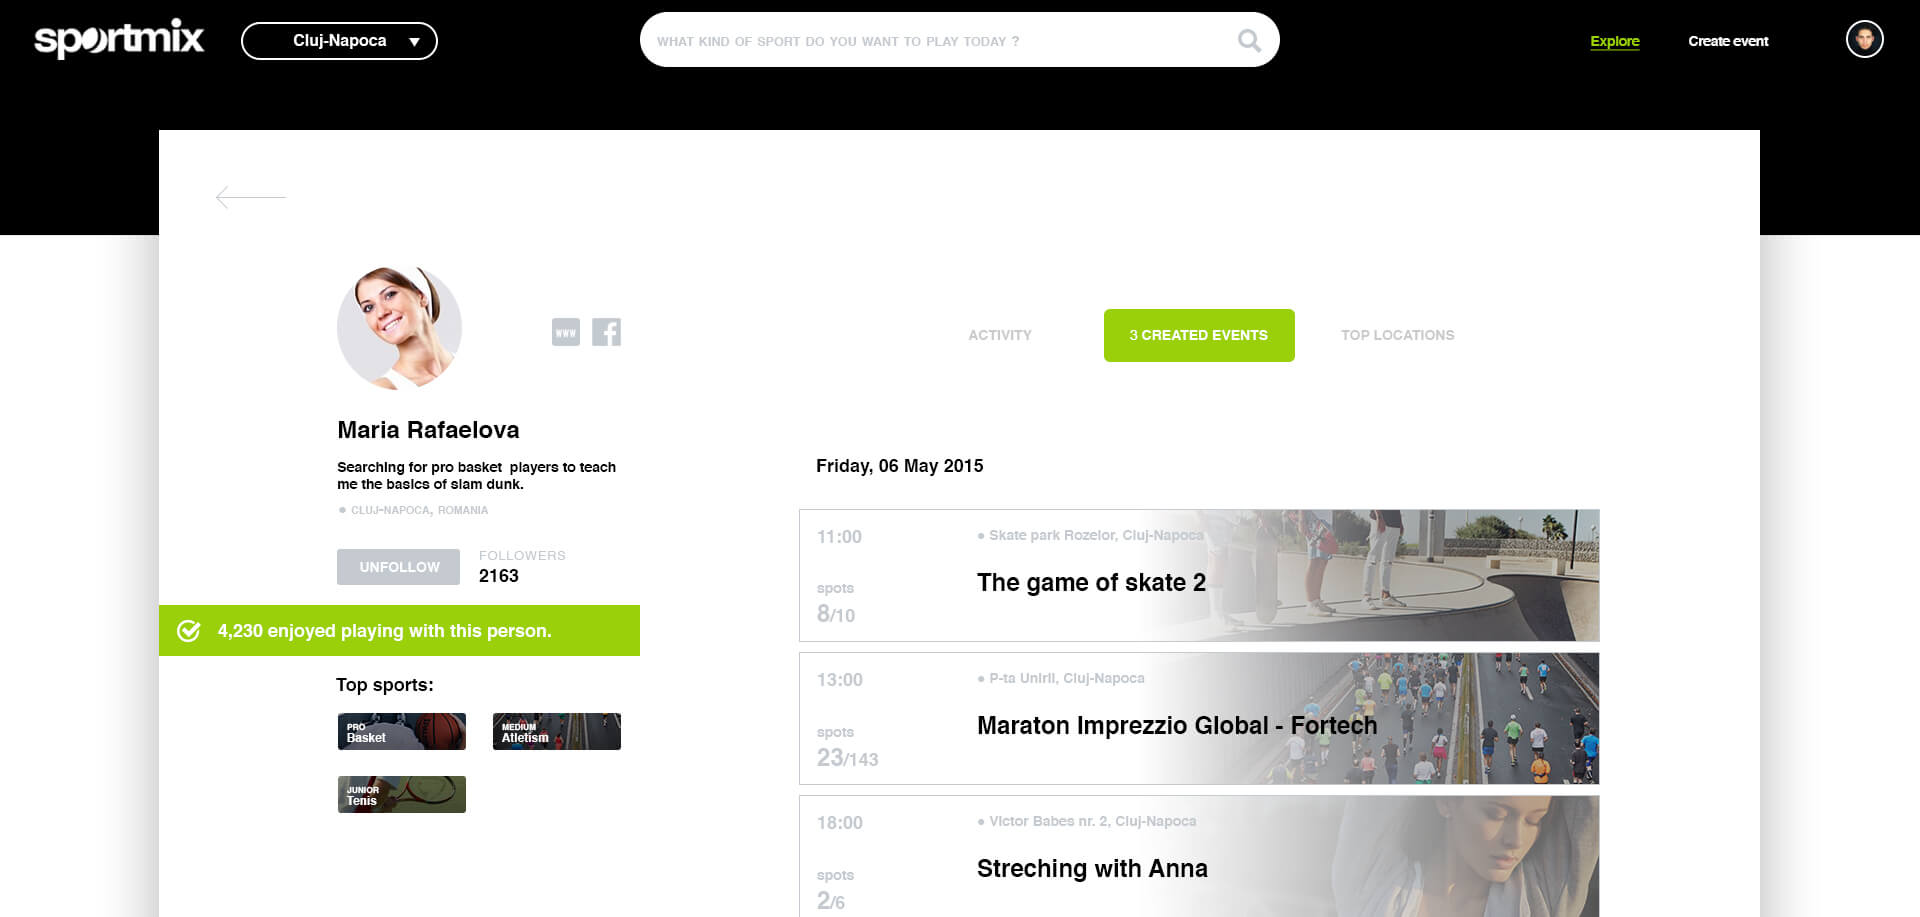 sportmix
Cluj-Napoca
WHAT KIND OF SPORT DO YOU WANT TO PLAY TODAY ?
Explore
Create event
www
Maria Rafaelova
Searching for pro basket players to teach
me the basics of slam dunk.
CLUJ-NAPOCA, ROMANIA
UNFOLLOW
FOLLOWERS
2163
4,230 enjoyed playing with this person.
Top sports:
PRO
Basket
MEDIUM
Atletism
JUNIOR
Tenis
ACTIVITY
3 CREATED EVENTS
TOP LOCATIONS
Friday, 06 May 2015
11:00
Skate park Rozelor, Cluj-Napoca
The game of skate 2
spots
8/10
13:00
P-ta Unirii, Cluj-Napoca
Maraton Imprezzio Global - Fortech
spots
23/143
18:00
Victor Babes nr. 2, Cluj-Napoca
Streching with Anna
spots
2/6